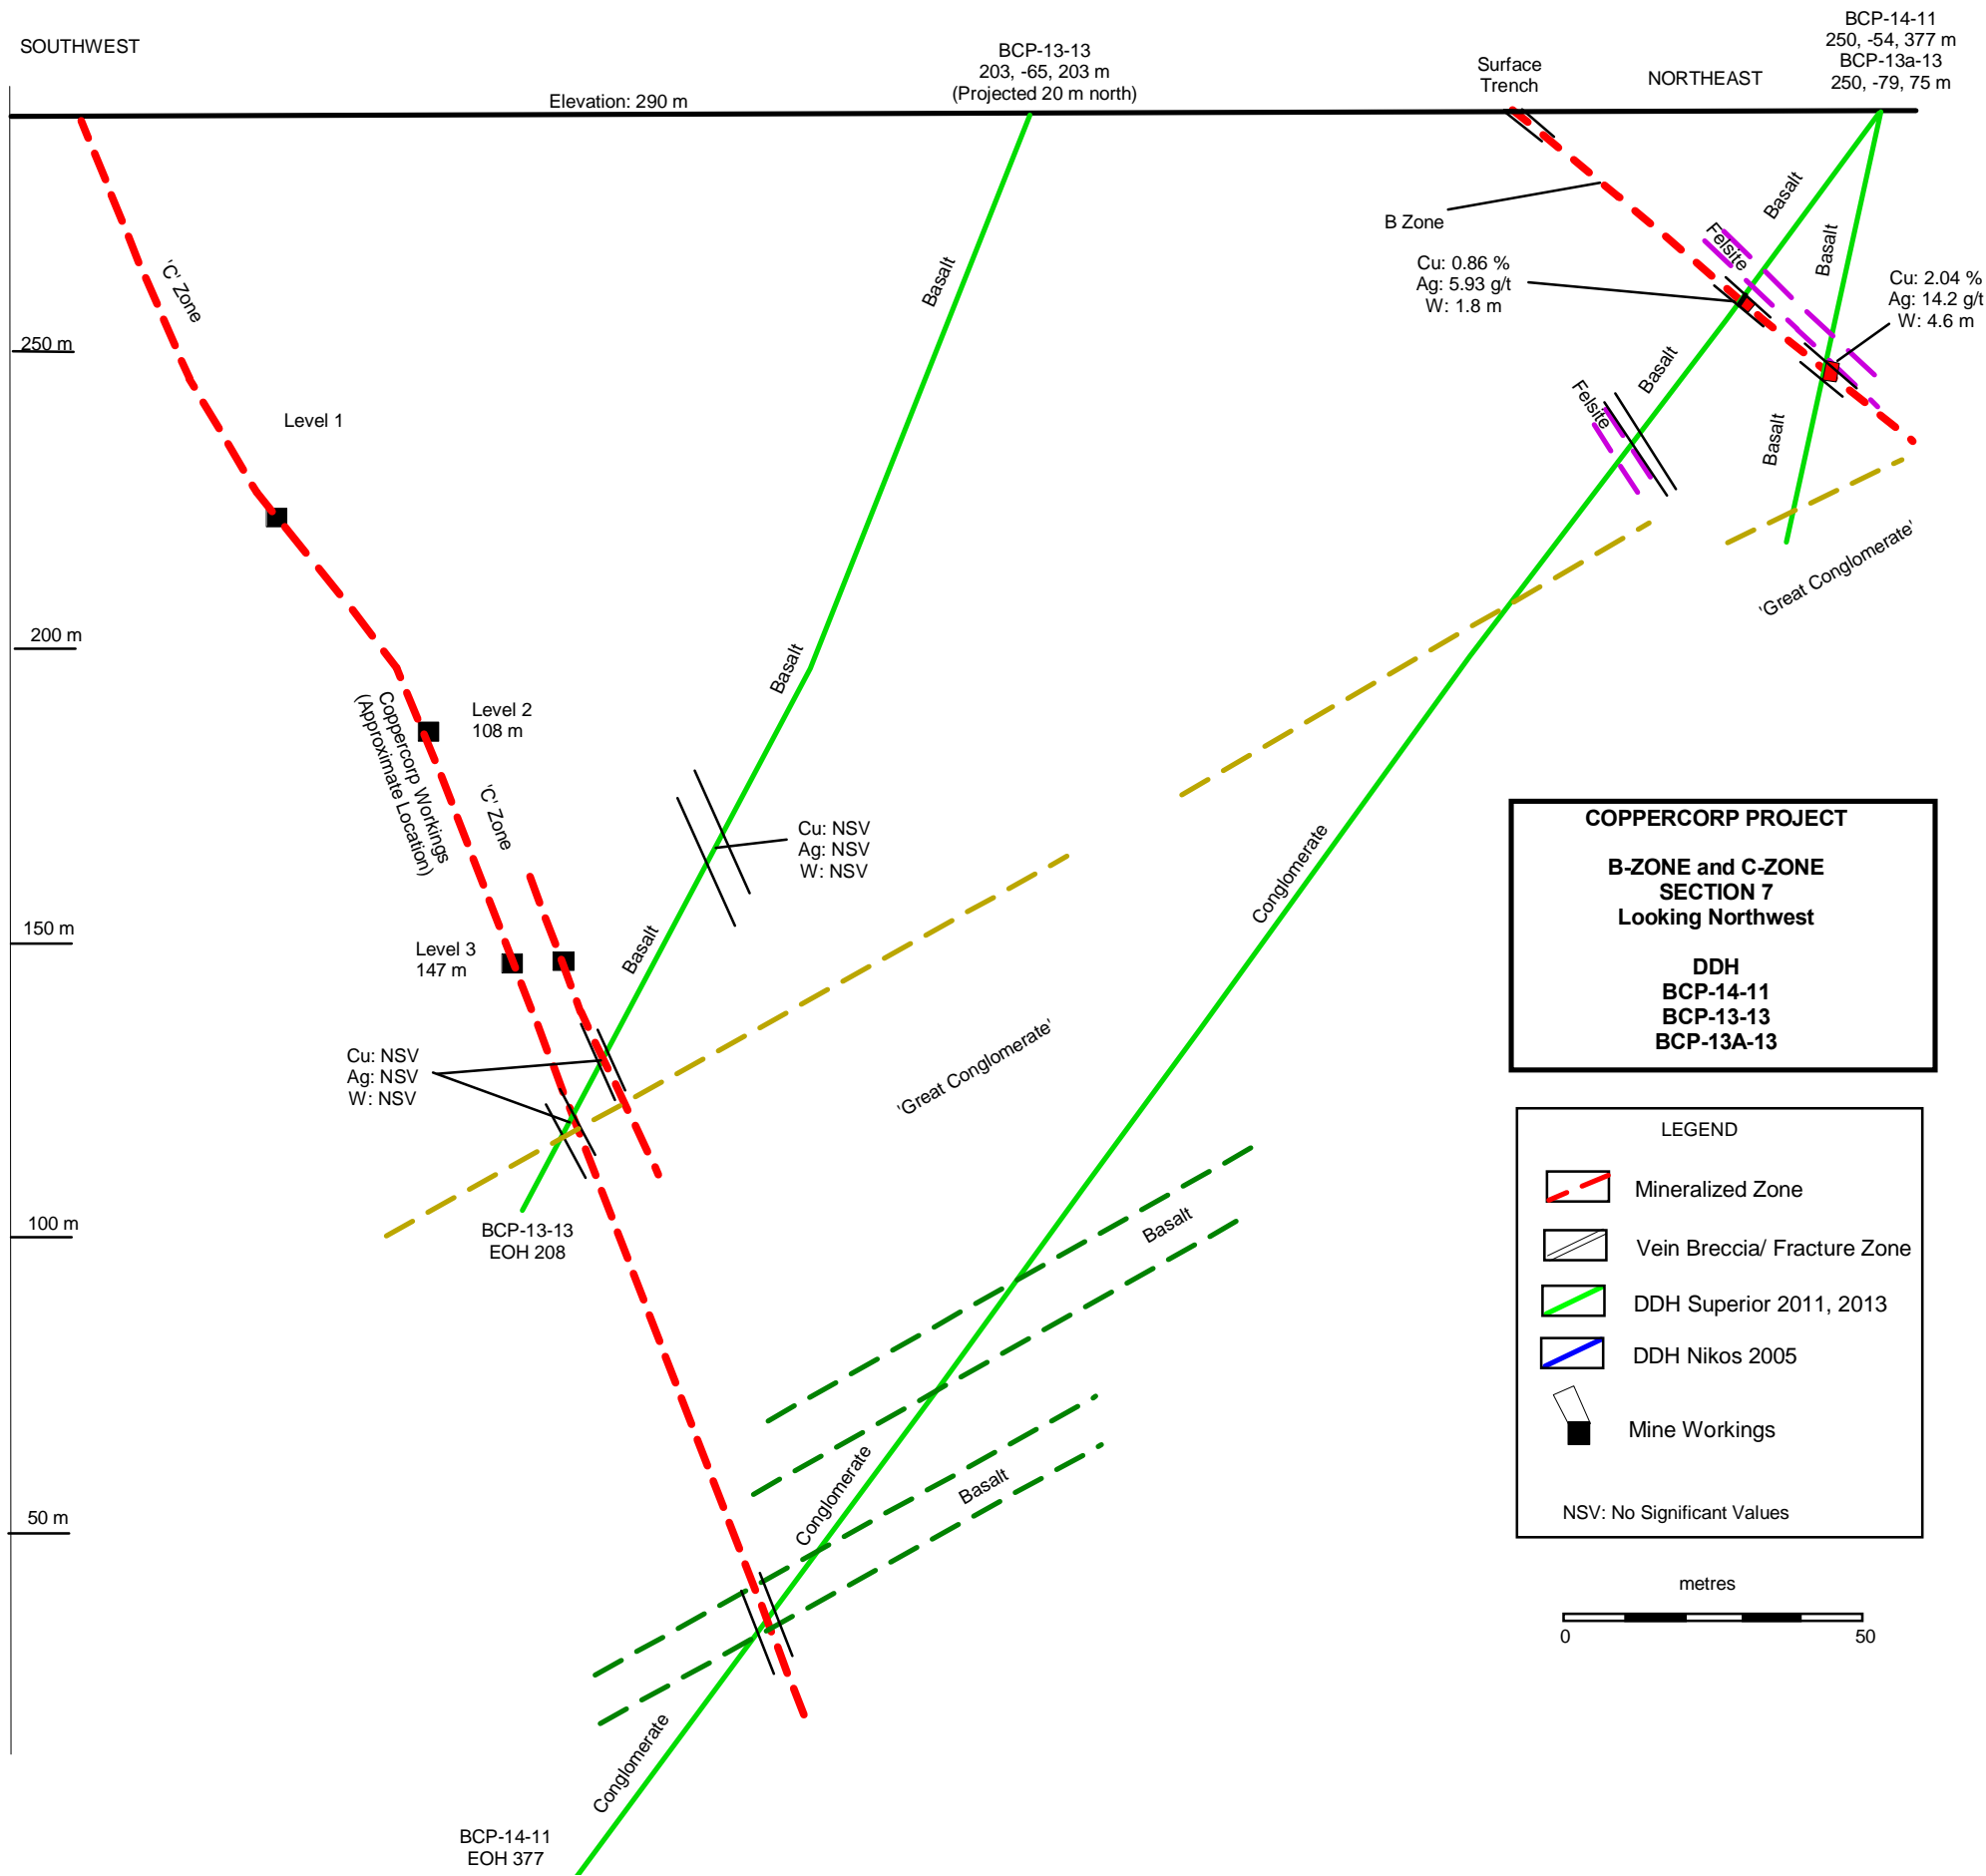 SOUTHWEST
BCP-13-13
203, -65, 203 m
(Projected 20 m north)
Elevation: 290 m
Surface
Trench
NORTHEAST
BCP-14-11
250, -54, 377 m
BCP-13a-13
250, -79, 75 m
'C' Zone
Basalt
B Zone
Basalt
Basalt
Felsite
Cu: 0.86 %
Ag: 5.93 g/t
W: 1.8 m
Cu: 2.04 %
Ag: 14.2 g/t
W: 4.6 m
250 m
Level 1
Basalt
Felsite
Basalt
'Great Conglomerate'
200 m
Basalt
Coppercorp Workings
(Approximate Location)
Level 2
108 m
'C' Zone
Cu: NSV
Ag: NSV
W: NSV
Conglomerate
150 m
Level 3
147 m
Basalt
Cu: NSV
Ag: NSV
W: NSV
'Great Conglomerate'
100 m
BCP-13-13
EOH 208
Basalt
Conglomerate
Basalt
50 m
Conglomerate
BCP-14-11
EOH 377
COPPERCORP PROJECT
B-ZONE and C-ZONE
SECTION 7
Looking Northwest
DDH
BCP-14-11
BCP-13-13
BCP-13A-13
LEGEND
Mineralized Zone
Vein Breccia/ Fracture Zone
DDH Superior 2011, 2013
DDH Nikos 2005
Mine Workings
NSV: No Significant Values
metres
0
50